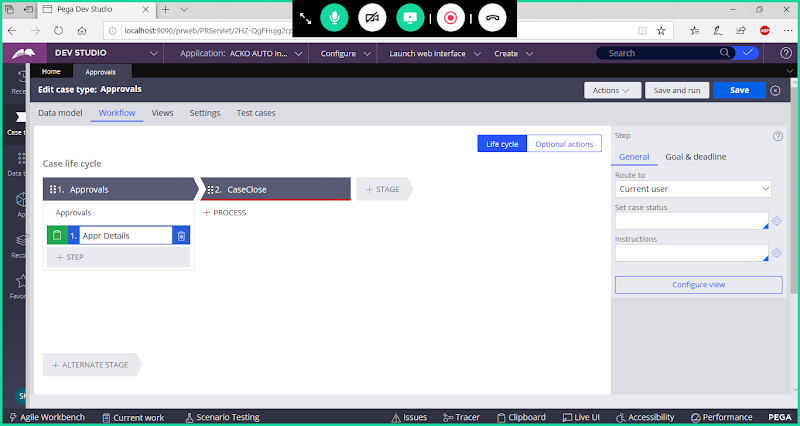 Pega Dev Studio
localhost:9090/prweb/PRServlet/2HZ-QgFHujg2cp
ABP
DEV STUDIO
Application: ACKO AUTO In...
Configure
Launch web interface
Create
Search
Home
Approvals
Rece
Edit case type: Approvals
Actions
Save and run
Save
Data model
Workflow
Views
Settings
Test cases
Case t
Life cycle
Optional actions
Step
General
Goal & deadline
Case life cycle
Data t
Route to
Current user
1. Approvals
2. CaseClose
+ STAGE
Set case status
Approvals
+ PROCESS
1. Appr Details
Instructions
Reco
+ STEP
Configure view
Favor
+ ALTERNATE STAGE
Agile Workbench
Current work
Scenario Testing
Issues
Tracer
Clipboard
Live UI
Accessibility
Performance
PEGA